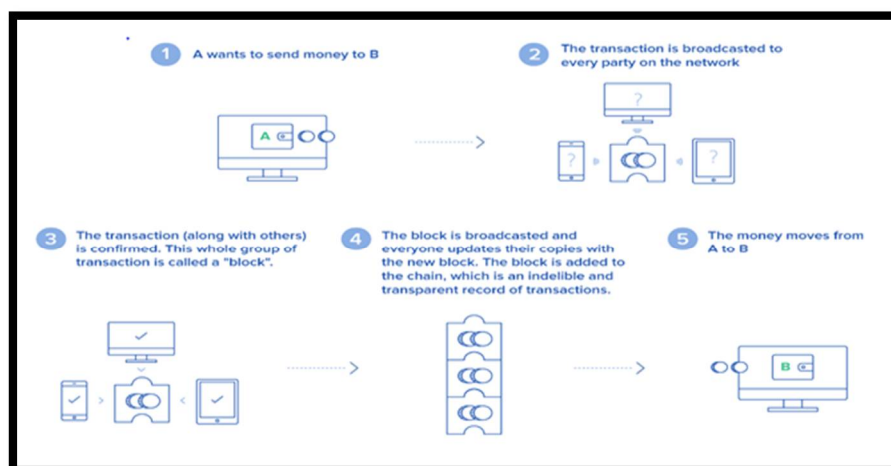 1 A wants to send money to B
2 The transaction is broadcasted to
every party on the network
?
?
?
A
3 The transaction (along with others)
is confirmed. This whole group of
transaction is called a "block".
4 The block is broadcasted and
everyone updates their copies with
the new block. The block is added to
the chain, which is an indelible and
transparent record of transactions.
5 The money moves from
A to B
B